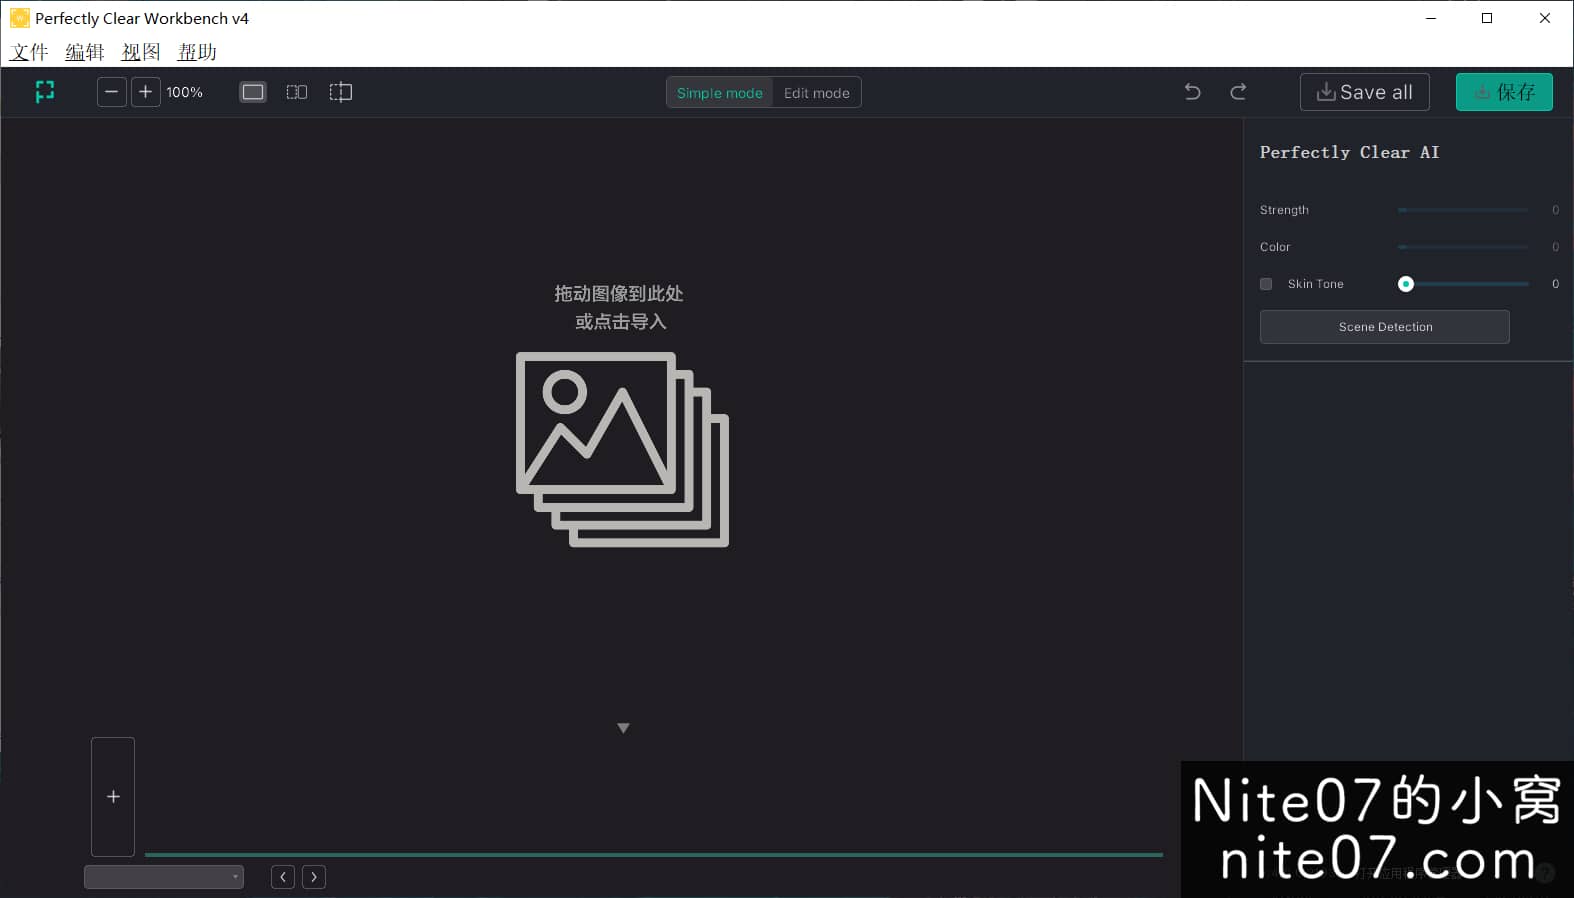 Perfectly Clear Workbench v4
文件 编辑 视图 帮助
100%
Simple mode Edit mode
Save all
保存
Perfectly Clear AI
Strength 0
Color 0
Skin Tone 0
Scene Detection
拖动图像到此处
或点击导入
Nite07的小窝
nite07.com